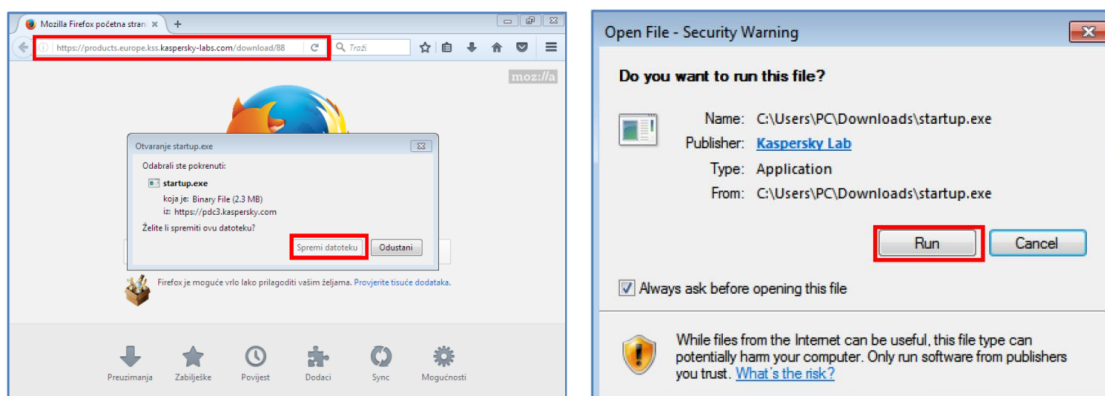 Mozilla Firefox početna stran
https://products.europe.kss.kaspersky-labs.com/download/88
Traži
moz://a
Otvaranje startup.exe
Odabrali ste pokrenuti:
startup.exe
koja je: Binary File (2.3 MB)
iz: https://pdc3.kaspersky.com
Želite li spremiti ovu datoteku?
Spremi datoteku
Odustani
Firefox je moguće vrlo lako prilagoditi vašim željama. Provjerite tisuće dodataka.
Preuzimanja
Zabilješke
Povijest
Dodaci
Sync
Mogućnosti
Open File - Security Warning
Do you want to run this file?
Name: C:\Users\PC\Downloads\startup.exe
Publisher: Kaspersky Lab
Type: Application
From: C:\Users\PC\Downloads\startup.exe
Run
Cancel
Always ask before opening this file
While files from the Internet can be useful, this file type can
potentially harm your computer. Only run software from publishers
you trust. What's the risk?